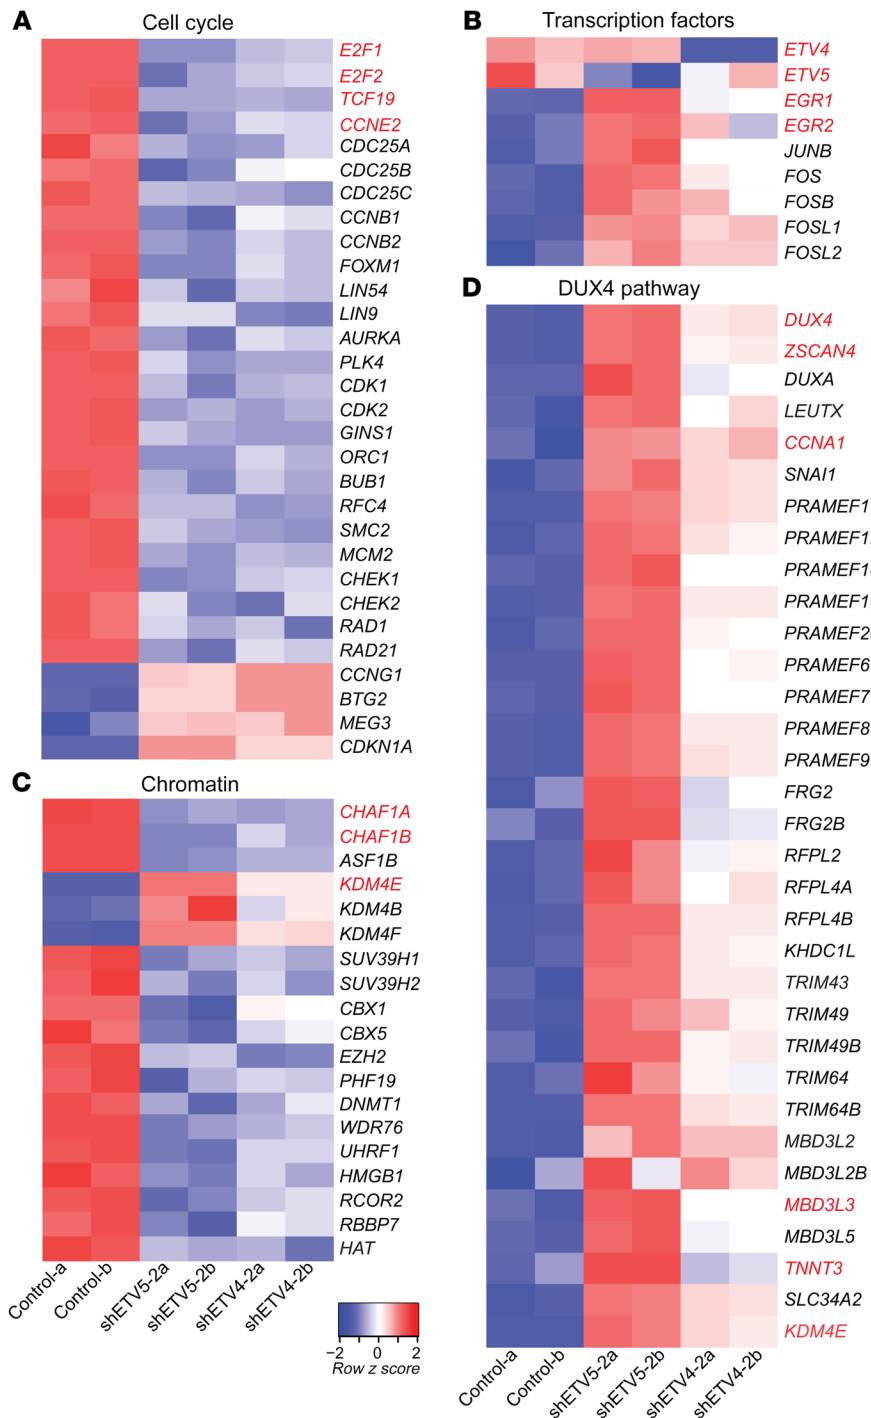 A
Cell cycle
E2F1
E2F2
TCF19
CCNE2
CDC25A
CDC25B
CDC25C
CCNB1
CCNB2
FOXM1
LIN54
LIN9
AURKA
PLK4
CDK1
CDK2
GINS1
ORC1
BUB1
RFC4
SMC2
MCM2
CHEK1
CHEK2
RAD1
RAD21
CCNG1
BTG2
MEG3
CDKN1A
B
Transcription factors
ETV4
ETV5
EGR1
EGR2
JUNB
FOS
FOSB
FOSL1
FOSL2
C
Chromatin
CHAF1A
CHAF1B
ASF1B
KDM4E
KDM4B
KDM4F
SUV39H1
SUV39H2
CBX1
CBX5
EZH2
PHF19
DNMT1
WDR76
UHRF1
HMGB1
RCOR2
RBBP7
HAT
Control-a
Control-b
shETV5-2a
shETV5-2b
shETV4-2a
shETV4-2b
−2 0 2
Row z score
D
DUX4 pathway
DUX4
ZSCAN4
DUXA
LEUTX
CCNA1
SNAI1
PRAMEF1
PRAMEF1
PRAMEF1
PRAMEF1
PRAMEF2
PRAMEF6
PRAMEF7
PRAMEF8
PRAMEF9
FRG2
FRG2B
RFPL2
RFPL4A
RFPL4B
KHDC1L
TRIM43
TRIM49
TRIM49B
TRIM64
TRIM64B
MBD3L2
MBD3L2B
MBD3L3
MBD3L5
TNNT3
SLC34A2
KDM4E
Control-a
Control-b
shETV5-2a
shETV5-2b
shETV4-2a
shETV4-2b